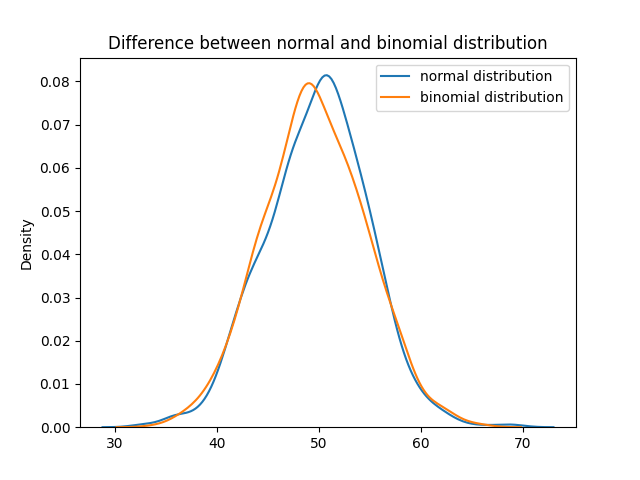 Difference between normal and binomial distribution
normal distribution
binomial distribution
0.08
0.07
0.06
0.05
0.04
0.03
0.02
0.01
0.00
Density
30 40 50 60 70